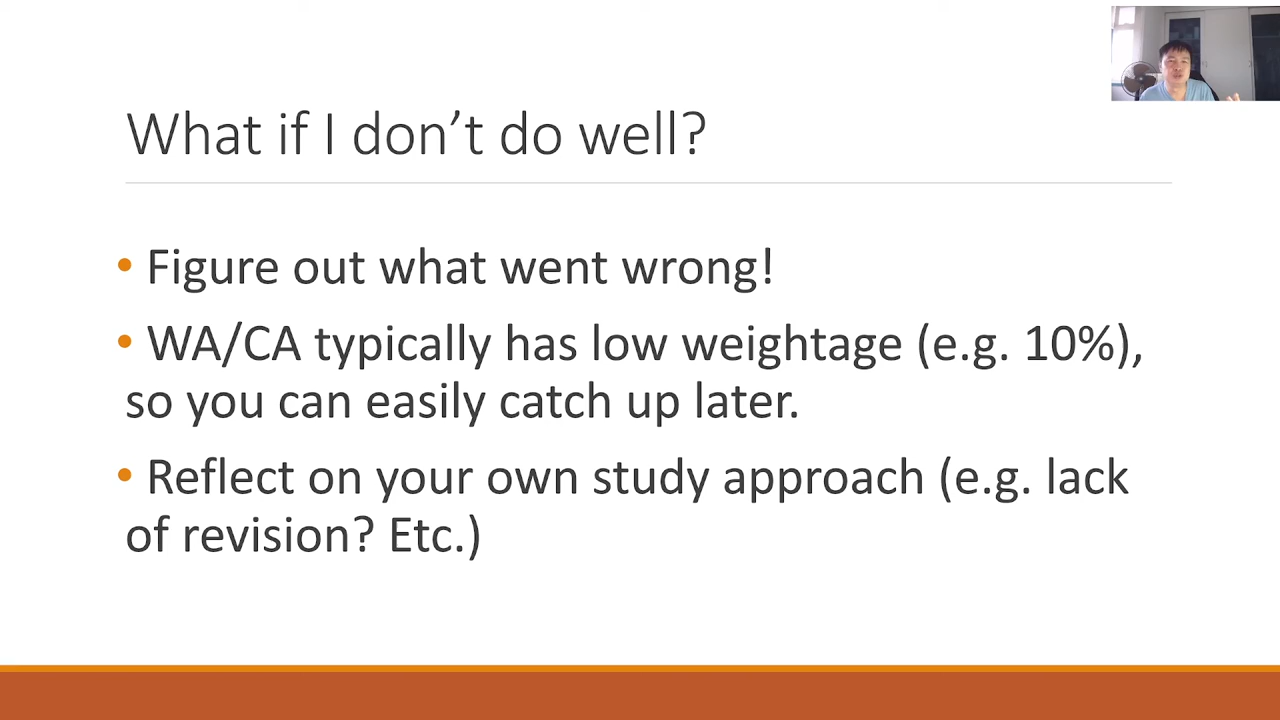 What if I don’t do well?
• Figure out what went wrong!
• WA/CA typically has low weightage (e.g. 10%),
so you can easily catch up later.
• Reflect on your own study approach (e.g. lack
of revision? Etc.)